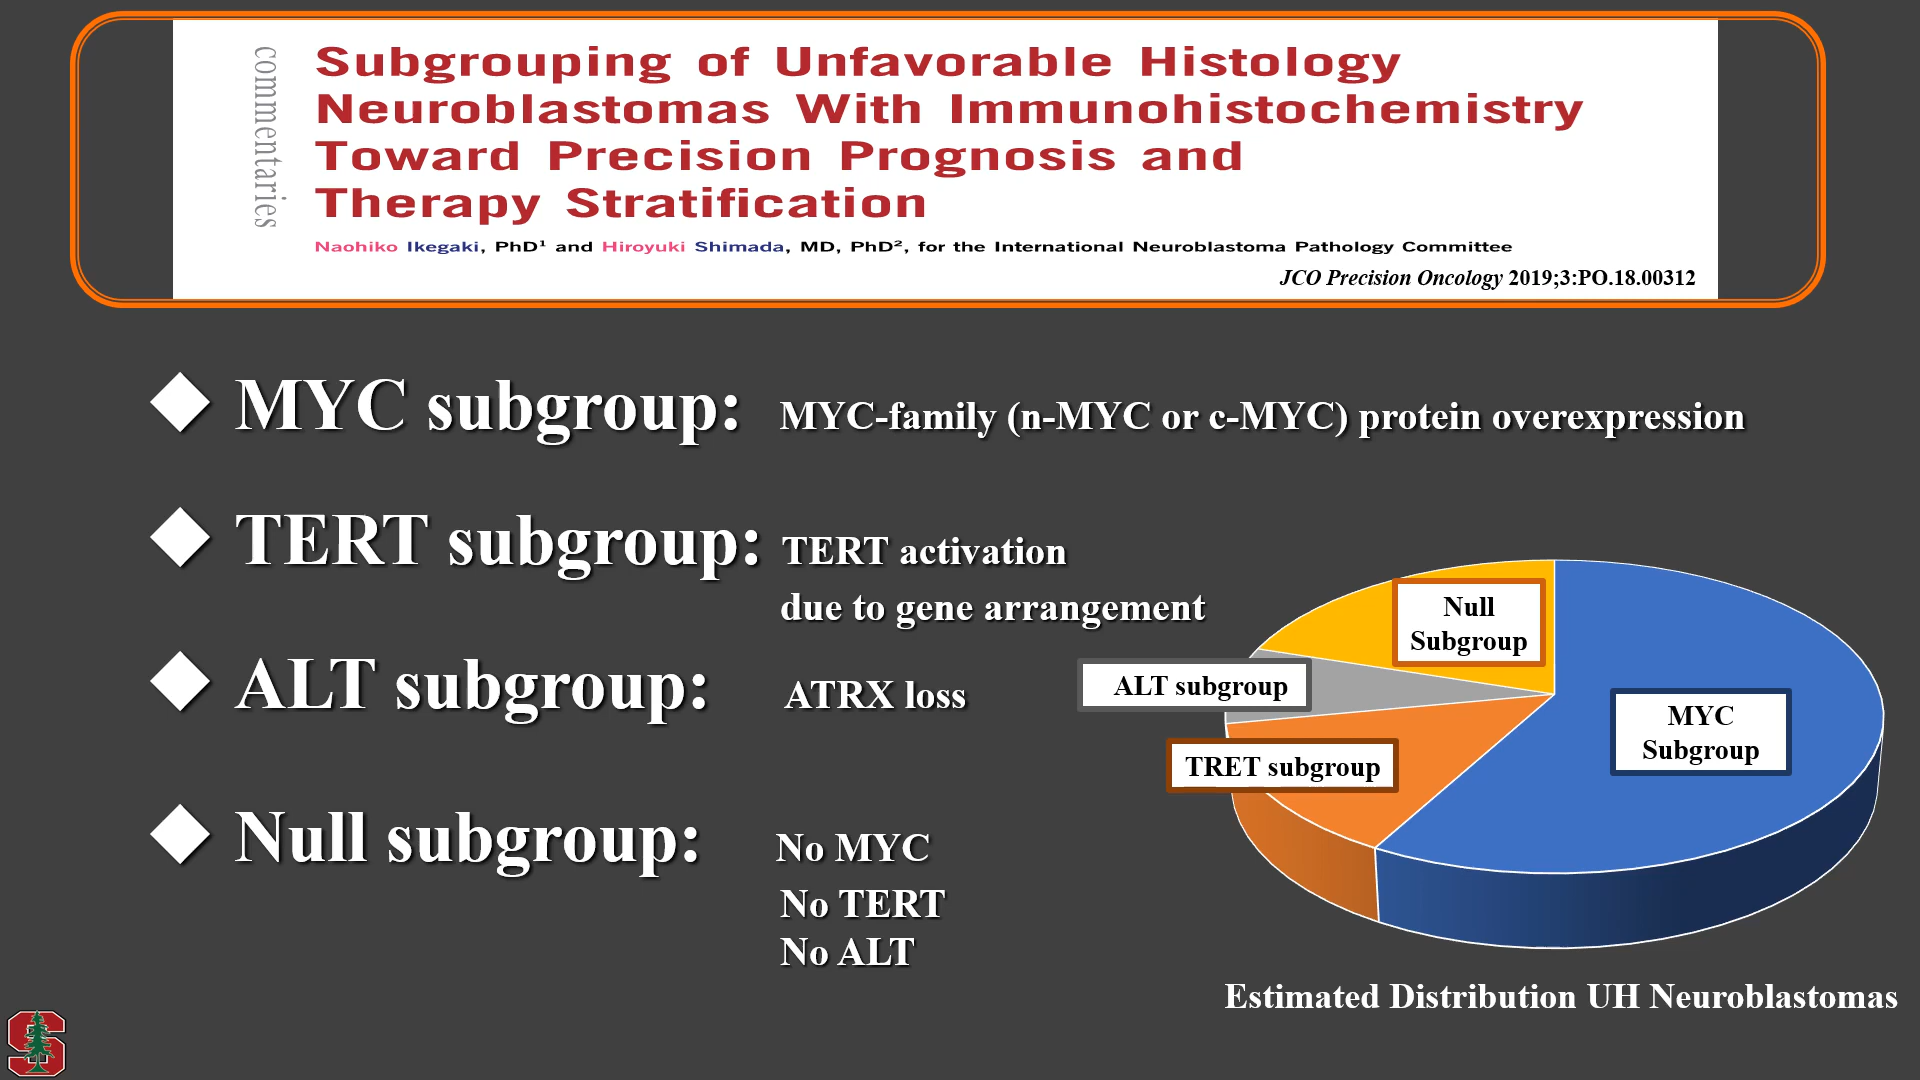 commentaries
Subgrouping of Unfavorable Histology
Neuroblastomas With Immunohistochemistry
Toward Precision Prognosis and
Therapy Stratification
Naohiko Ikegaki, PhD¹ and Hiroyuki Shimada, MD, PhD², for the International Neuroblastoma Pathology Committee
JCO Precision Oncology 2019;3:PO.18.00312
MYC subgroup: MYC-family (n-MYC or c-MYC) protein overexpression
TERT subgroup: TERT activation
due to gene arrangement
ALT subgroup: ATRX loss
Null subgroup: No MYC
No TERT
No ALT
Null
Subgroup
ALT subgroup
MYC
Subgroup
TRET subgroup
Estimated Distribution UH Neuroblastomas
S